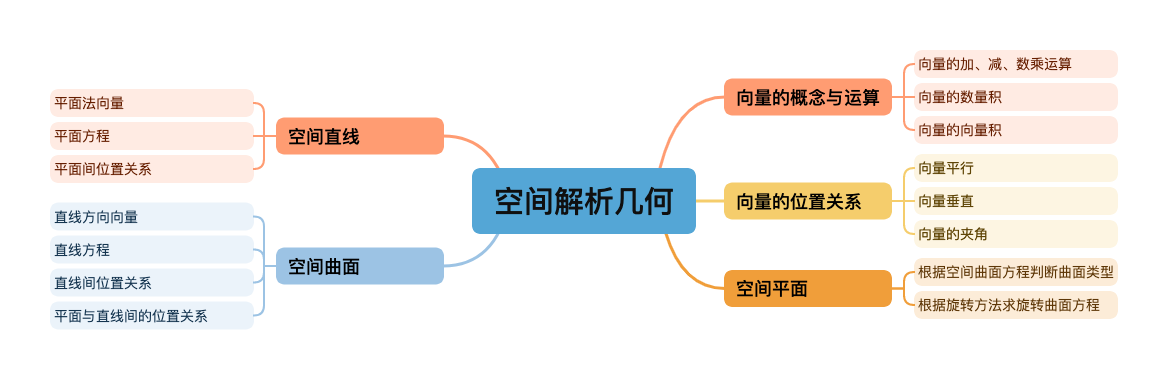 空间解析几何
向量的概念与运算
向量的加、减、数乘运算
向量的数量积
向量的向量积
向量的位置关系
向量平行
向量垂直
向量的夹角
空间平面
根据空间曲面方程判断曲面类型
根据旋转方法求旋转曲面方程
空间直线
平面法向量
平面方程
平面间位置关系
空间曲面
直线方向向量
直线方程
直线间位置关系
平面与直线间的位置关系